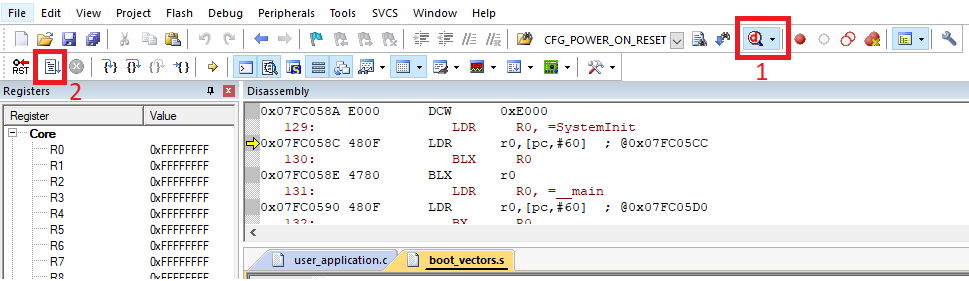 File Edit View Project Flash Debug Peripherals Tools SVCS Window Help
CFG_POWER_ON_RESET
1
RST
2
Registers
Disassembly
Register Value
Core
R0 0xFFFFFFFF
R1 0xFFFFFFFF
R2 0xFFFFFFFF
R3 0xFFFFFFFF
R4 0xFFFFFFFF
R5 0xFFFFFFFF
R6 0xFFFFFFFF
R7 0xFFFFFFFF
R8 0xFFFFFFFF
0x07FC058A E000 DCW 0xE000
129: LDR R0, =SystemInit
0x07FC058C 480F LDR r0,[pc,#60] ; @0x07FC05CC
130: BLX R0
0x07FC058E 4780 BLX r0
131: LDR R0, =__main
0x07FC0590 480F LDR r0,[pc,#60] ; @0x07FC05D0
132: BX R0
user_application.c boot_vectors.s